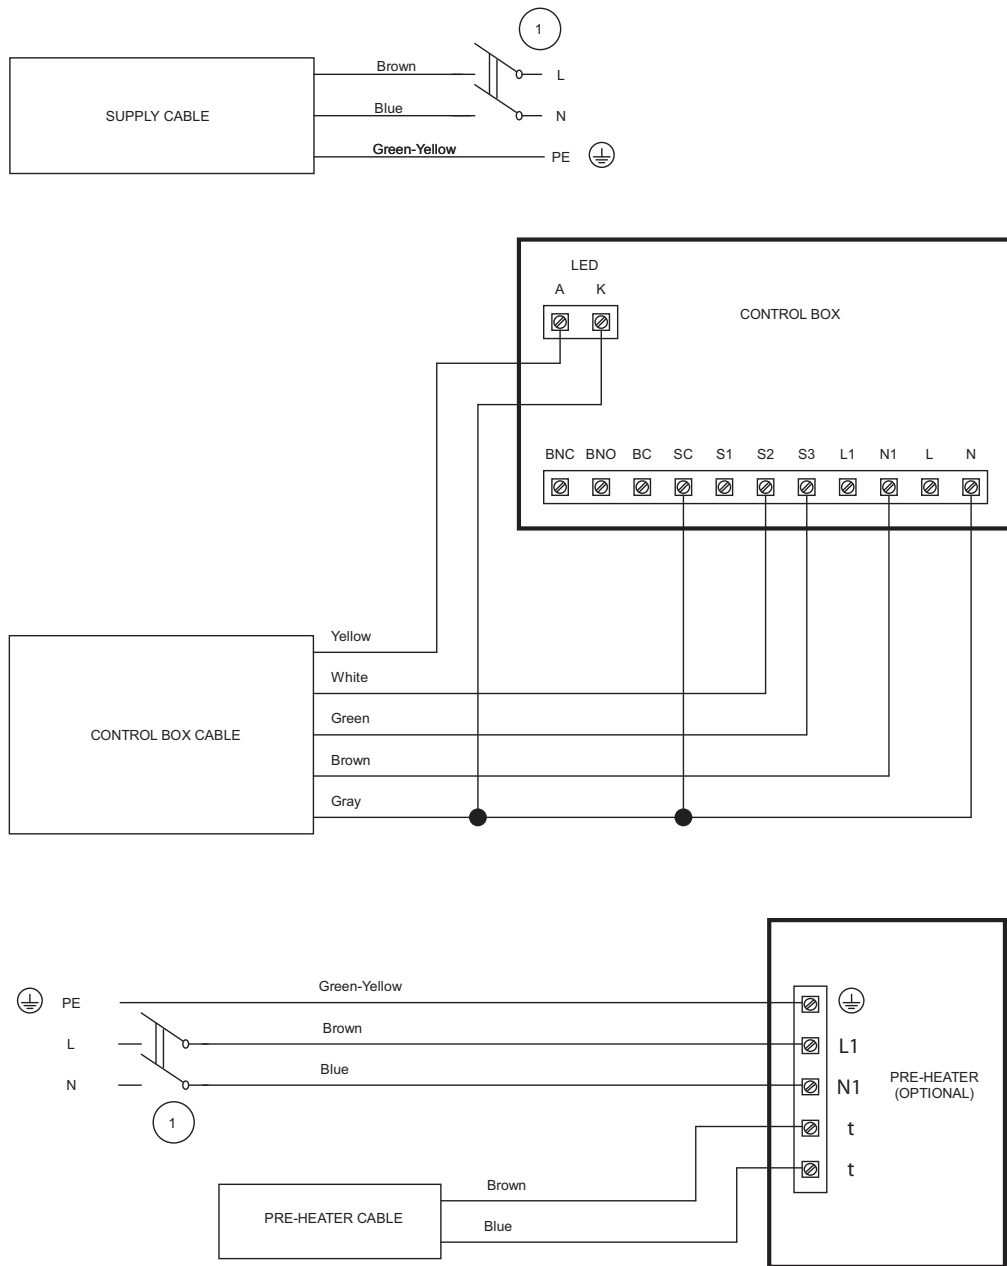 1
Brown
L
SUPPLY CABLE
Blue
N
Green-Yellow
PE
LED
A K
CONTROL BOX
BNC BNO BC SC S1 S2 S3 L1 N1 L N
Yellow
White
Green
CONTROL BOX CABLE
Brown
Gray
Green-Yellow
PE
Brown
L
L1
Blue
N
N1
PRE-HEATER
(OPTIONAL)
1
t
t
Brown
PRE-HEATER CABLE
Blue